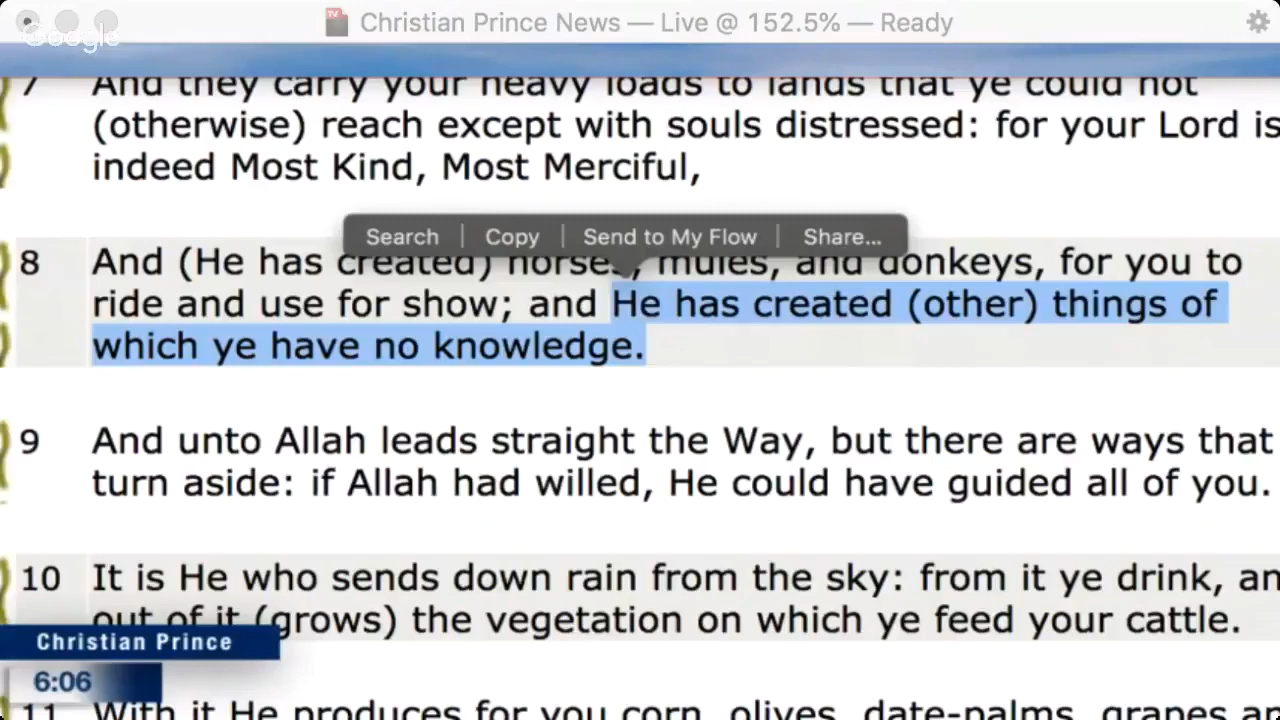 Christian Prince News — Live @ 152.5% — Ready
Google
7 And they carry your heavy loads to lands that ye could not
(otherwise) reach except with souls distressed: for your Lord is
indeed Most Kind, Most Merciful,
Search Copy Send to My Flow Share...
8 And (He has created) horses, mules, and donkeys, for you to
ride and use for show; and He has created (other) things of
which ye have no knowledge.
9 And unto Allah leads straight the Way, but there are ways that
turn aside: if Allah had willed, He could have guided all of you.
10 It is He who sends down rain from the sky: from it ye drink, an
out of it (grows) the vegetation on which ye feed your cattle.
Christian Prince
6:06
11 With it He produces for you corn, olives, date-palms, grapes an